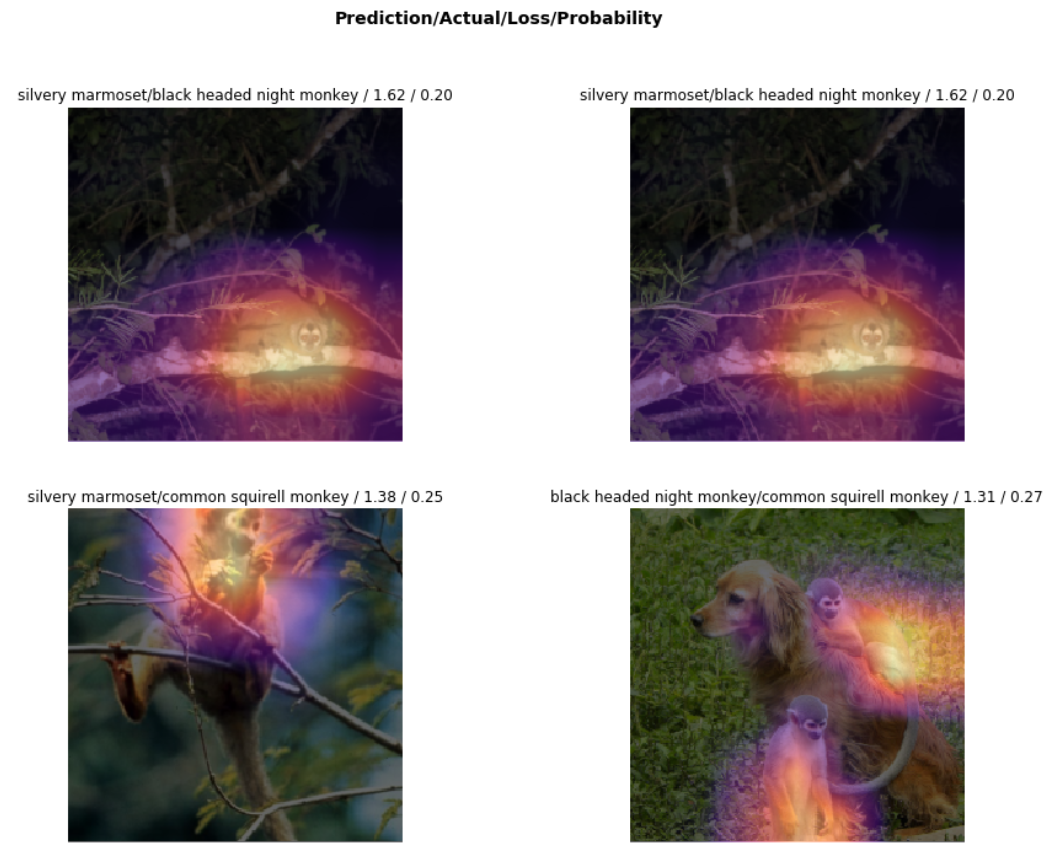 Prediction/Actual/Loss/Probability
silvery marmoset/black headed night monkey / 1.62 / 0.20
silvery marmoset/black headed night monkey / 1.62 / 0.20
silvery marmoset/common squirell monkey / 1.38 / 0.25
black headed night monkey/common squirell monkey / 1.31 / 0.27